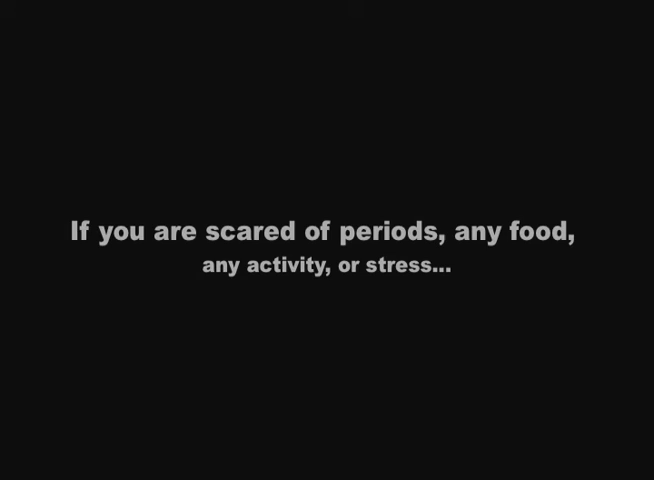 If you are scared of periods, any food,
any activity, or stress...